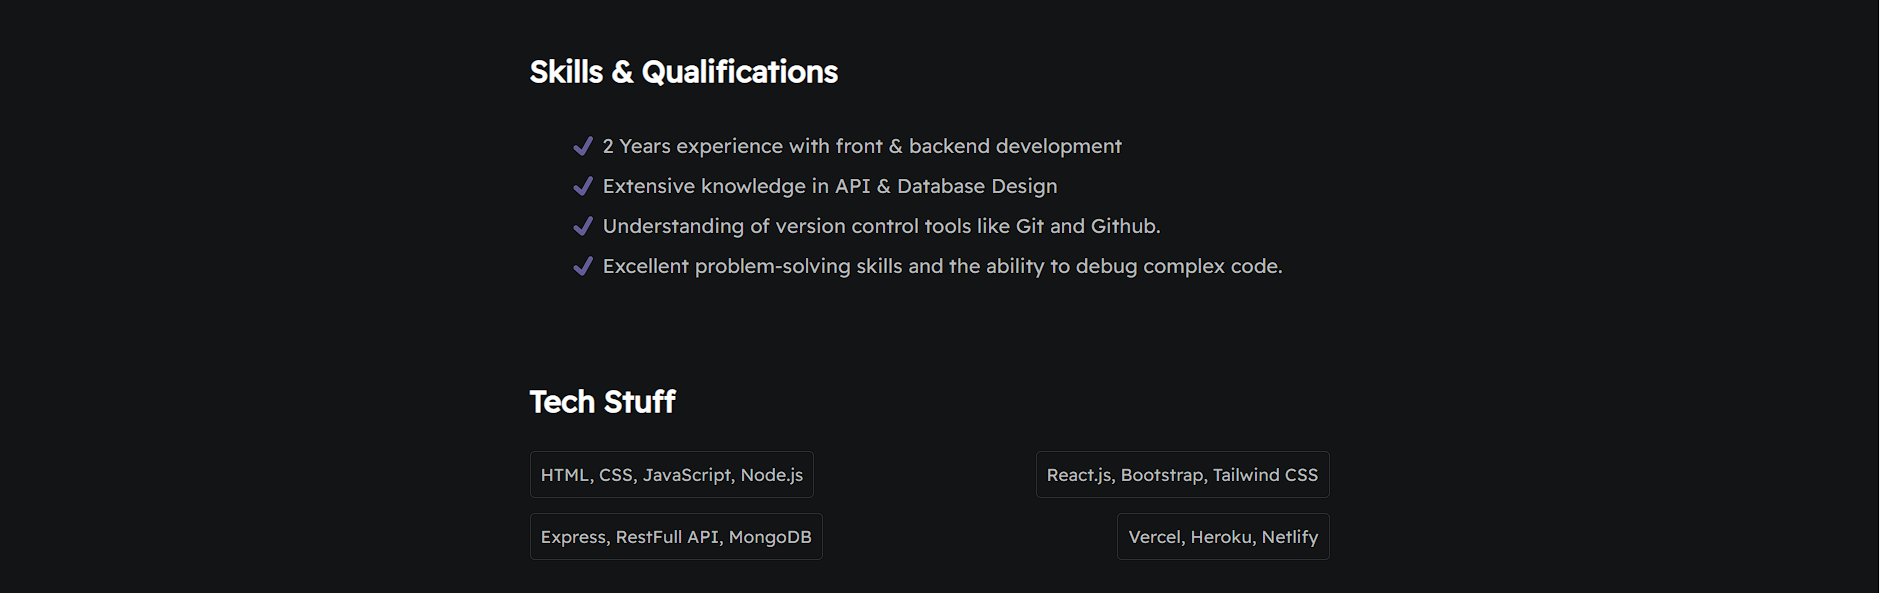 Skills & Qualifications
2 Years experience with front & backend development
Extensive knowledge in API & Database Design
Understanding of version control tools like Git and Github.
Excellent problem-solving skills and the ability to debug complex code.
Tech Stuff
HTML, CSS, JavaScript, Node.js
React.js, Bootstrap, Tailwind CSS
Express, RestFull API, MongoDB
Vercel, Heroku, Netlify